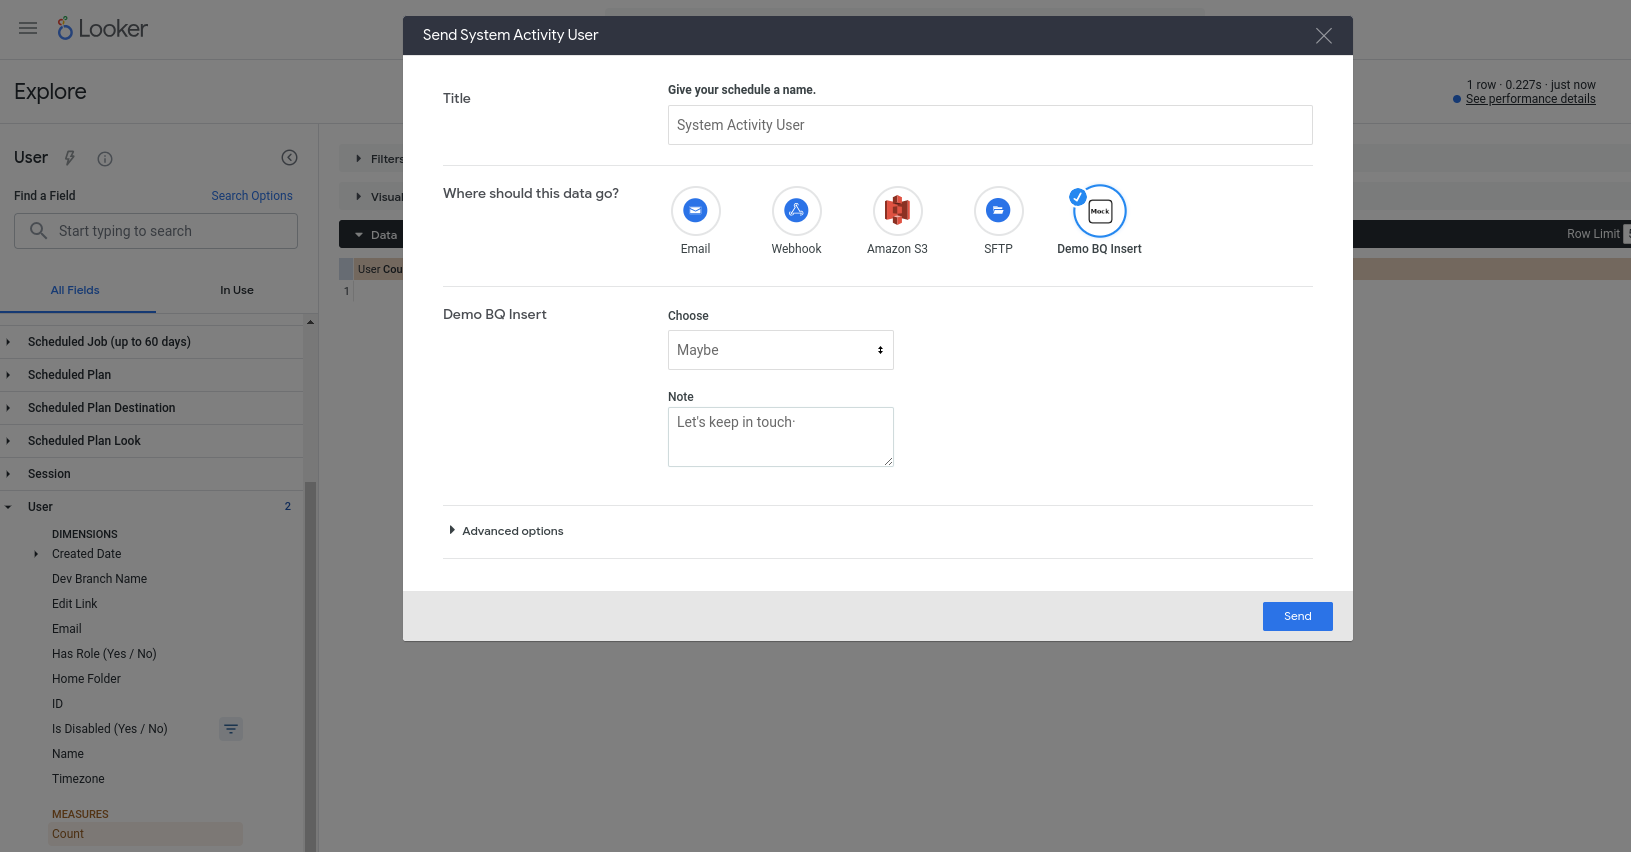 Looker
Explore
1 row · 0.227s · just now
See performance details
User
Find a Field
Search Options
Start typing to search
All Fields
In Use
Scheduled Job (up to 60 days)
Scheduled Plan
Scheduled Plan Destination
Scheduled Plan Look
Session
User 2
DIMENSIONS
Created Date
Dev Branch Name
Edit Link
Email
Has Role (Yes / No)
Home Folder
ID
Is Disabled (Yes / No)
Name
Timezone
MEASURES
Count
Filters
Visual
Data
Row Limit
User Cou
1
Send System Activity User
Title
Give your schedule a name.
System Activity User
Where should this data go?
Email
Webhook
Amazon S3
SFTP
Mock
Demo BQ Insert
Demo BQ Insert
Choose
Maybe
Note
Let's keep in touch·
Advanced options
Send